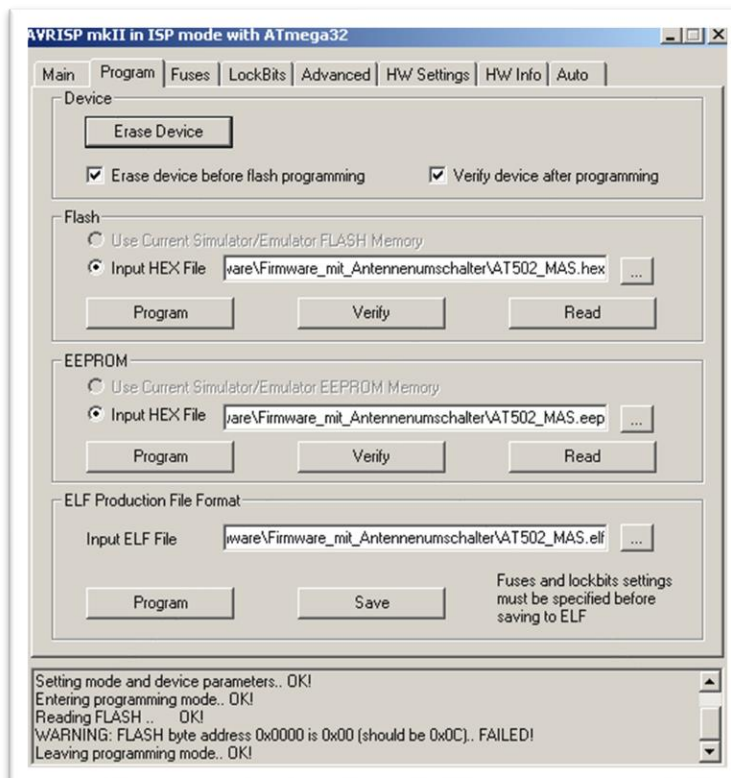 AVRISP mkII in ISP mode with ATmega32
Main Program Fuses LockBits Advanced HW Settings HW Info Auto
Device
Erase Device
Erase device before flash programming Verify device after programming
Flash
Use Current Simulator/Emulator FLASH Memory
Input HEX File ware\Firmware_mit_Antennenumschalter\AT502_MAS.hex ...
Program Verify Read
EEPROM
Use Current Simulator/Emulator EEPROM Memory
Input HEX File ware\Firmware_mit_Antennenumschalter\AT502_MAS.eep ...
Program Verify Read
ELF Production File Format
Input ELF File ware\Firmware_mit_Antennenumschalter\AT502_MAS.elf ...
Fuses and lockbits settings
must be specified before
saving to ELF
Program Save
Setting mode and device parameters.. OK!
Entering programming mode.. OK!
Reading FLASH .. OK!
WARNING: FLASH byte address 0x0000 is 0x00 (should be 0x0C).. FAILED!
Leaving programming mode.. OK!